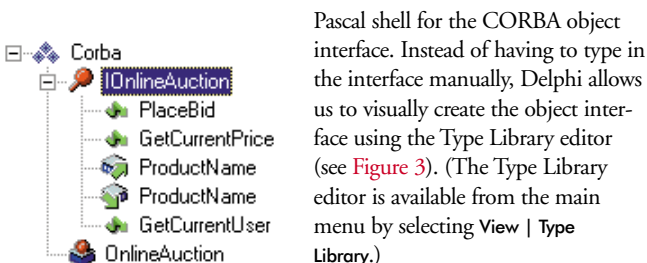 Corba
IOnlineAuction
PlaceBid
GetCurrentPrice
ProductName
ProductName
GetCurrentUser
OnlineAuction
Pascal shell for the CORBA object
interface. Instead of having to type in
the interface manually, Delphi allows
us to visually create the object inter-
face using the Type Library editor
(see Figure 3). (The Type Library
editor is available from the main
menu by selecting View | Type
Library.)